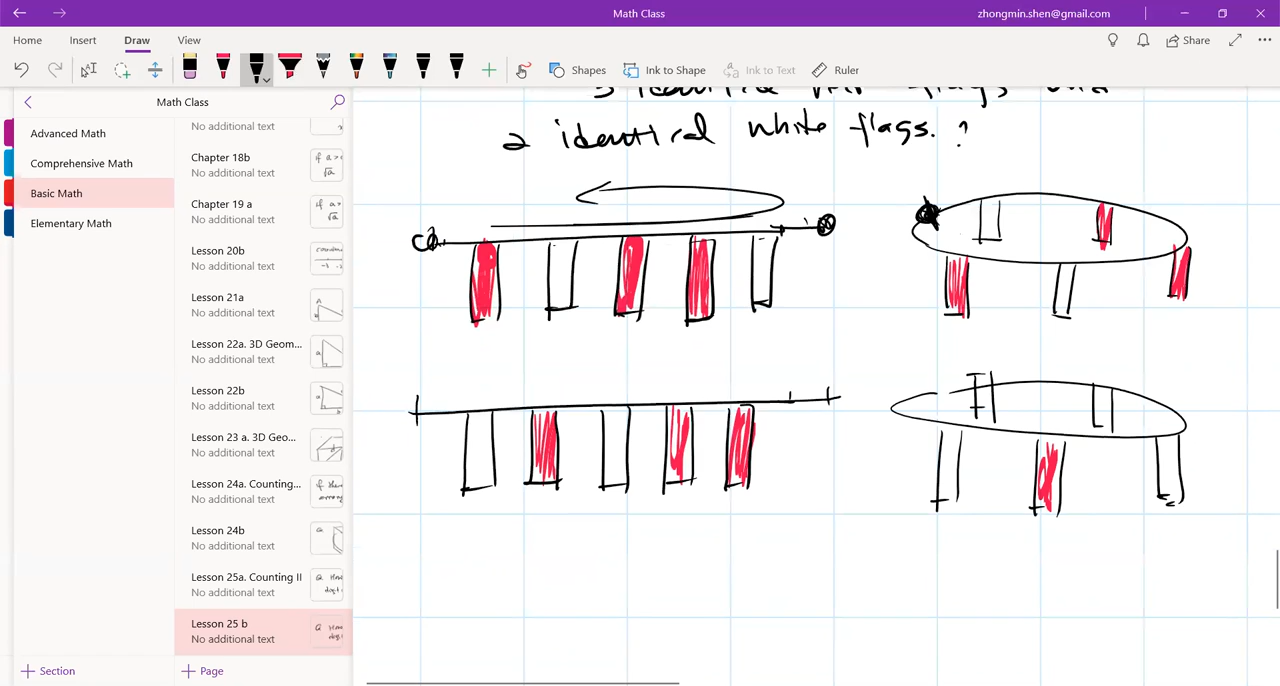 Math Class
zhongmin.shen@gmail.com
Home
Insert
Draw
View
Share
Shapes
Ink to Shape
Ink to Text
Ruler
Math Class
Advanced Math
Comprehensive Math
Basic Math
Elementary Math
No additional text
Chapter 18b
No additional text
Chapter 19 a
No additional text
Lesson 20b
No additional text
Lesson 21a
No additional text
Lesson 22a. 3D Geom...
No additional text
Lesson 22b
No additional text
Lesson 23 a. 3D Geo...
No additional text
Lesson 24a. Counting...
No additional text
Lesson 24b
No additional text
Lesson 25a. Counting II
No additional text
Lesson 25 b
No additional text
Section
Page
flags
2 identical white flags. ?